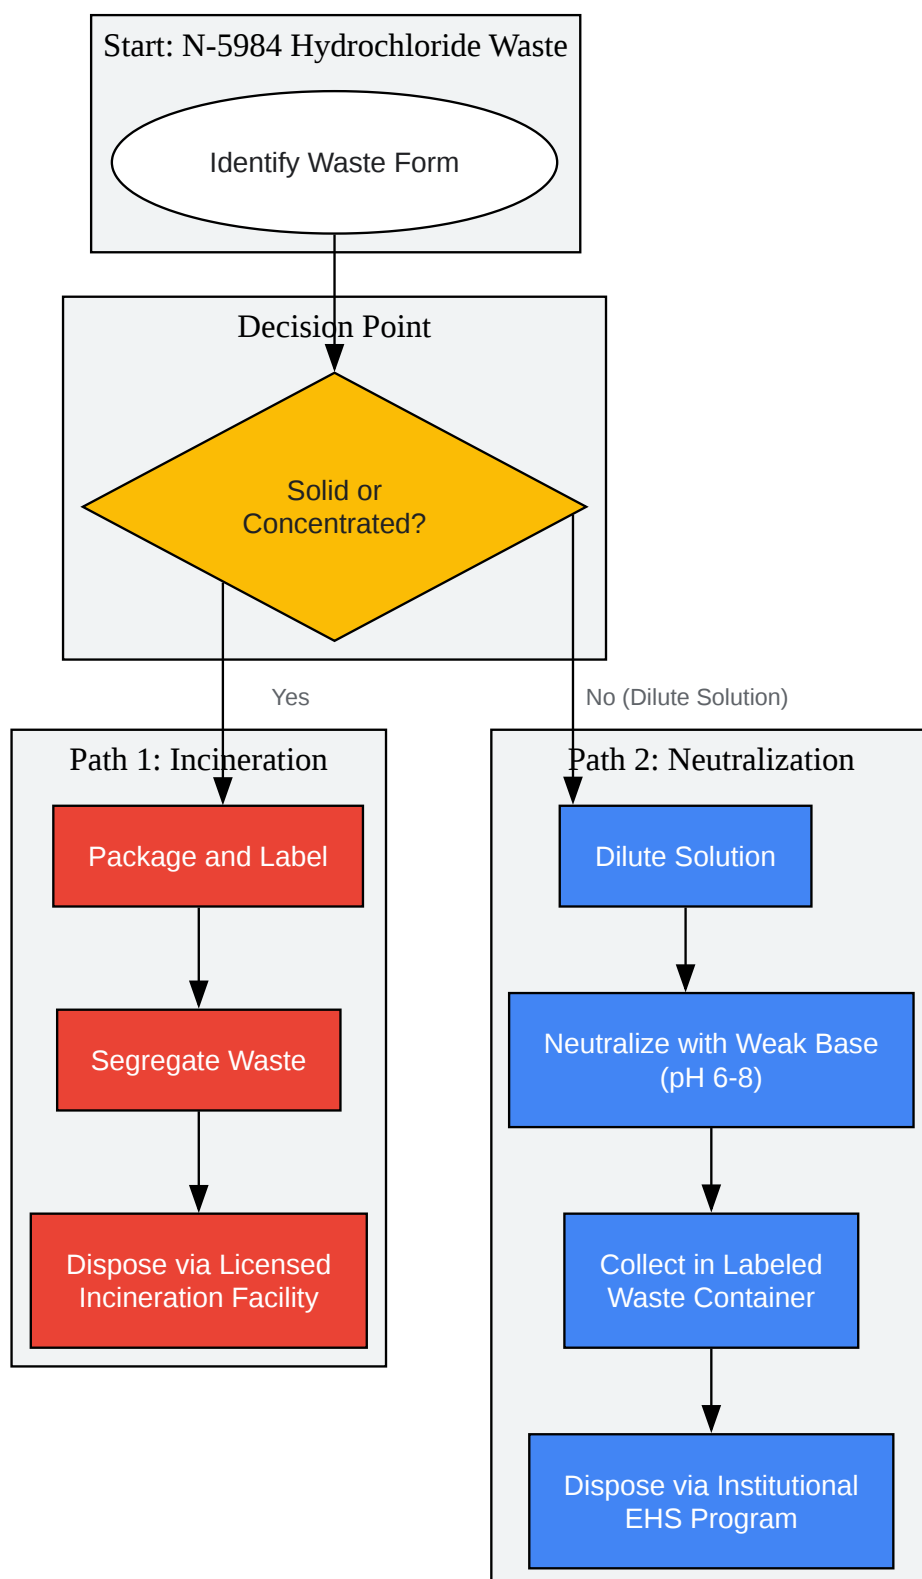 Start: N-5984 Hydrochloride Waste
Identify Waste Form
Decision Point
Solid or
Concentrated?
Yes
No (Dilute Solution)
Path 1: Incineration
Package and Label
Segregate Waste
Dispose via Licensed
Incineration Facility
Path 2: Neutralization
Dilute Solution
Neutralize with Weak Base
(pH 6-8)
Collect in Labeled
Waste Container
Dispose via Institutional
EHS Program